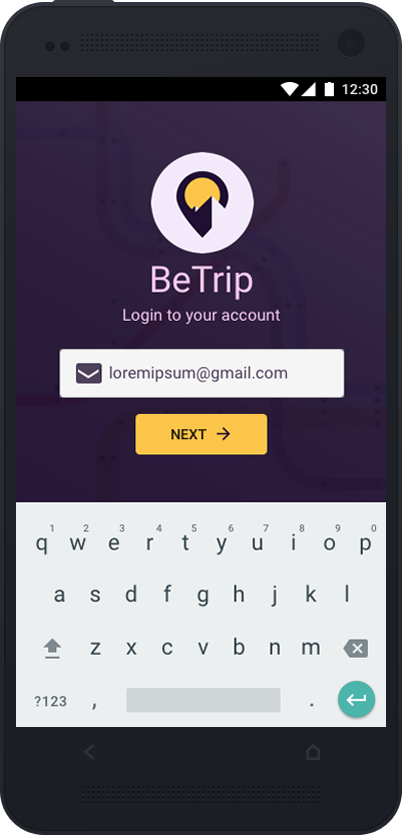 12:30
BeTrip
Login to your account
loremipsum@gmail.com
NEXT
1 2 3 4 5 6 7 8 9 0
q w e r t y u i o p
a s d f g h j k l
z x c v b n m
?123 , .